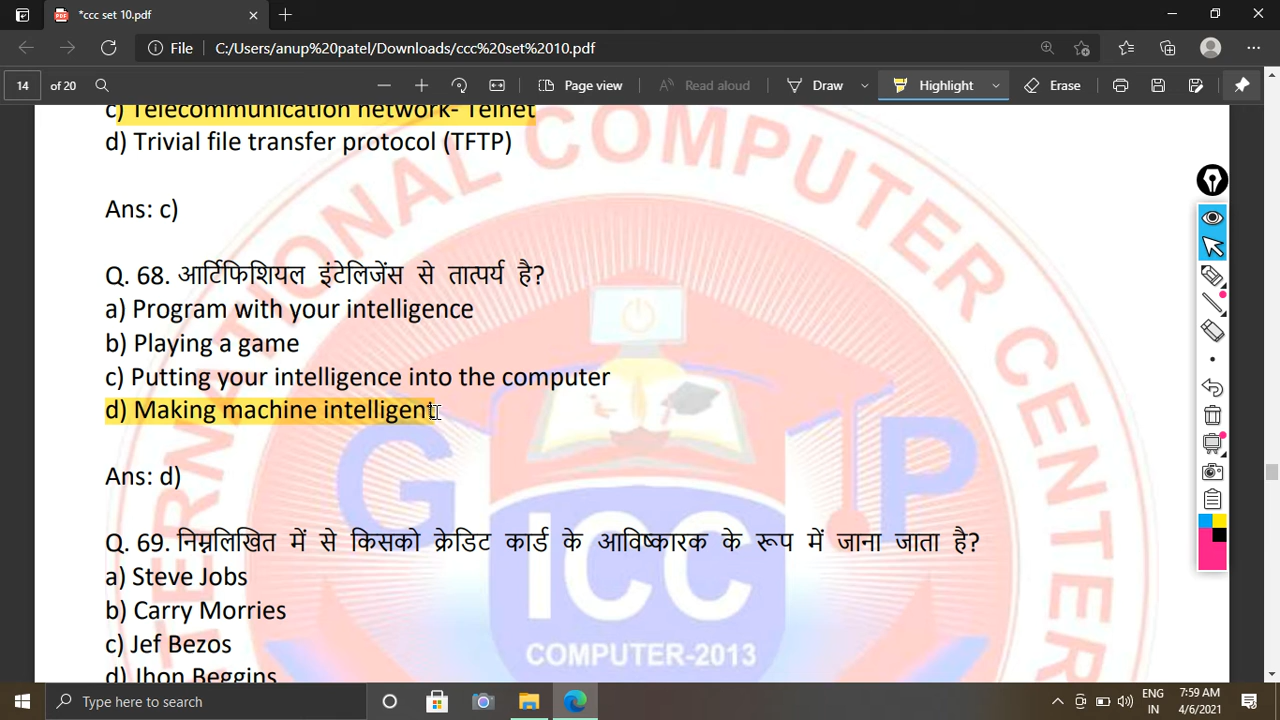 *ccc set 10.pdf
File C:/Users/anup%20patel/Downloads/ccc%20set%2010.pdf
14 of 20 Page view Read aloud Draw Highlight Erase
c) Telecommunication network- Telnet
d) Trivial file transfer protocol (TFTP)
Ans: c)
Q. 68. आर्टिफिशियल इंटेलिजेंस से तात्पर्य है?
a) Program with your intelligence
b) Playing a game
c) Putting your intelligence into the computer
d) Making machine intelligent
Ans: d)
Q. 69. निम्नलिखित में से किसको क्रेडिट कार्ड के आविष्कारक के रूप में जाना जाता है?
a) Steve Jobs
b) Carry Morries
c) Jef Bezos
d) Jhon Beggins
TERNATIONAL COMPUTER CENTER
G P
ICC
COMPUTER-2013
Type here to search
ENG
IN
7:59 AM
4/6/2021